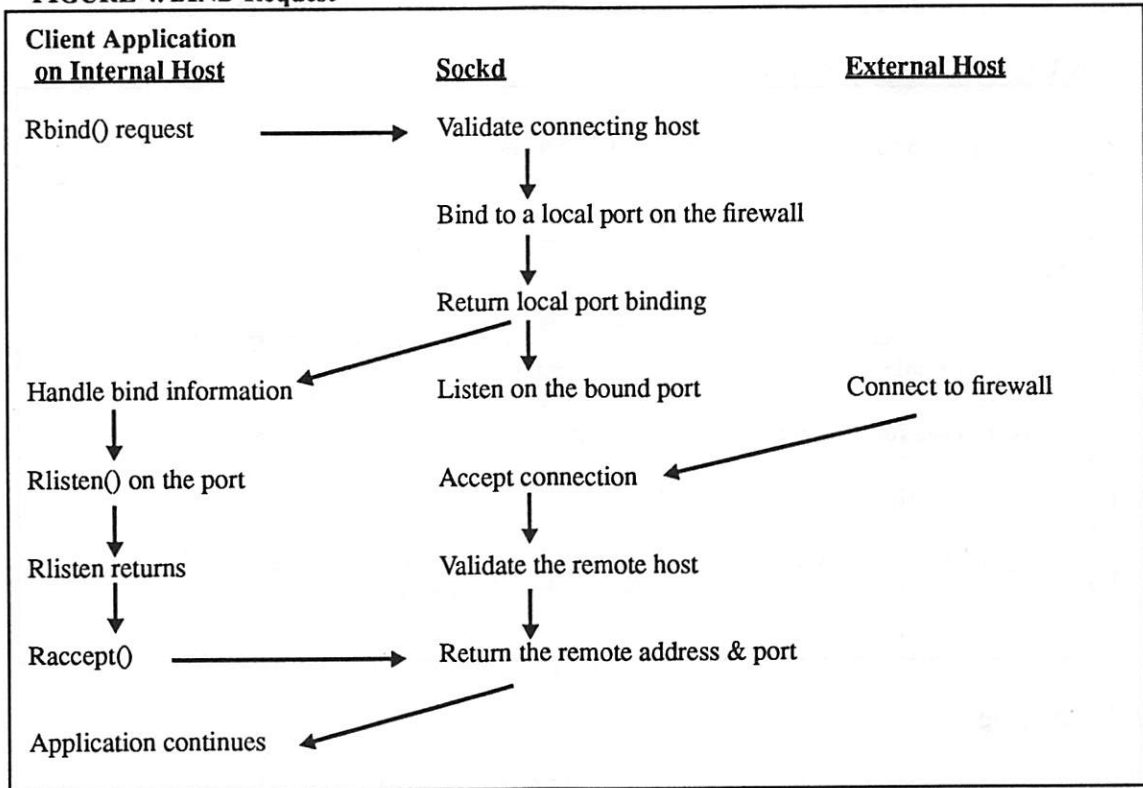 Client Application
on Internal Host
Sockd
External Host
Rbind() request
Validate connecting host
Bind to a local port on the firewall
Return local port binding
Handle bind information
Listen on the bound port
Connect to firewall
Rlisten() on the port
Accept connection
Rlisten returns
Validate the remote host
Raccept()
Return the remote address & port
Application continues